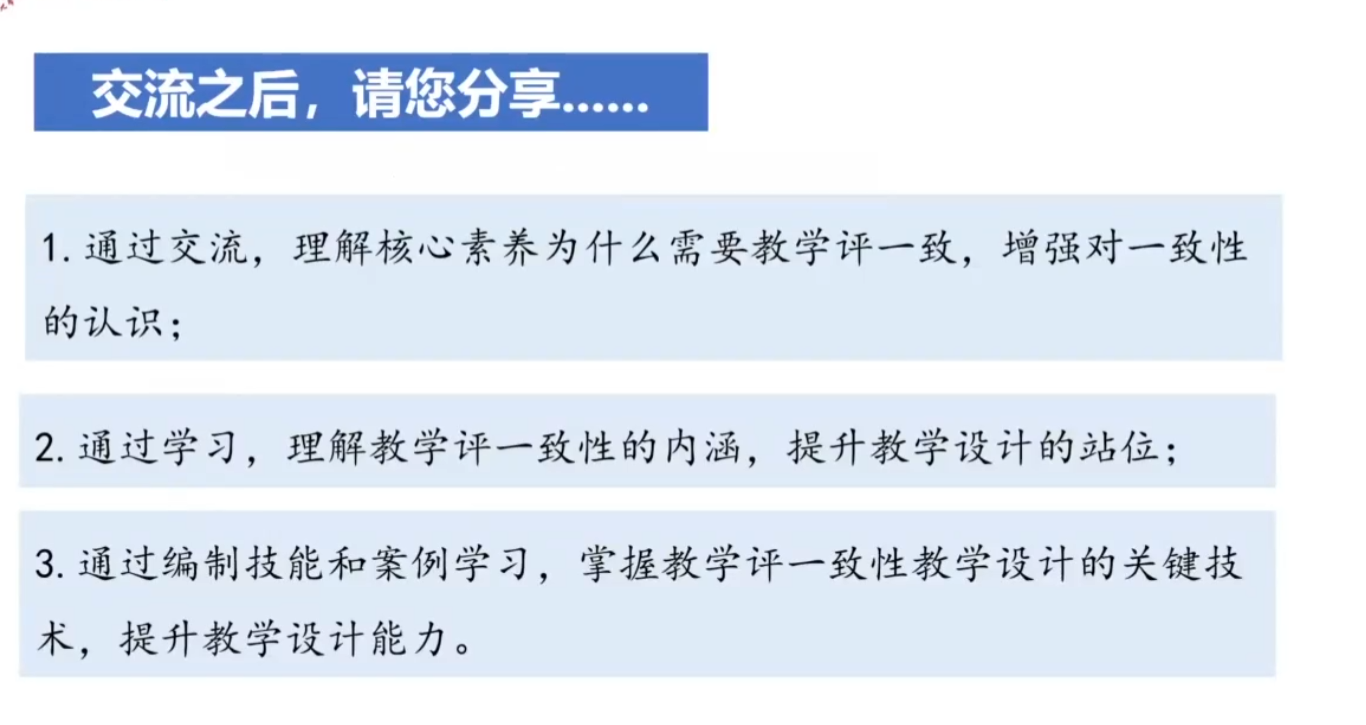 交流之后，请您分享......
1.通过交流，理解核心素养为什么需要教学评一致，增强对一致性
的认识；
2.通过学习，理解教学评一致性的内涵，提升教学设计的站位；
3.通过编制技能和案例学习，掌握教学评一致性教学设计的关键技
术，提升教学设计能力。